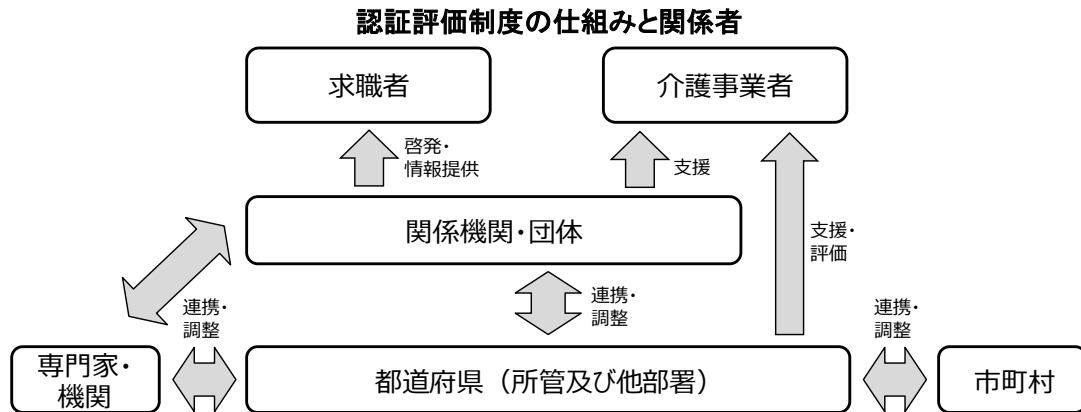 認証評価制度の仕組みと関係者
求職者
介護事業者
啓発・
情報提供
支援
関係機関・団体
支援・
評価
連携・
調整
連携・
調整
連携・
調整
専門家・
機関
都道府県（所管及び他部署）
市町村